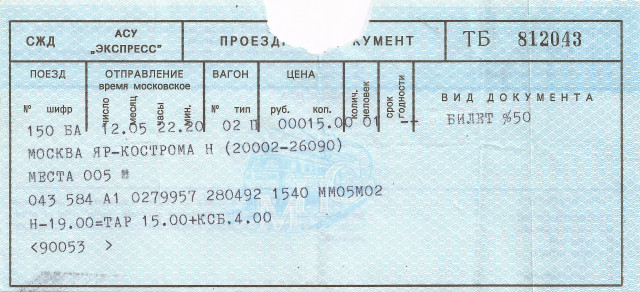 СЖД АСУ „ЭКСПРЕСС" ПРОЕЗД КУМЕНТ ТБ 812043
ПОЕЗД ОТПРАВЛЕНИЕ ВАГОН ЦЕНА колич. человек срок годности ВИД ДОКУМЕНТА
время московское
№ шифр число месяц часы мин. № тип руб. коп.
150 БА 12.05 22.20 02 П 00015.00 01 -- БИЛЕТ %50
МОСКВА ЯР-КОСТРОМА Н (20002-26090)
МЕСТА 005 М
043 584 А1 0279957 280492 1540 ММ05М02
Н-19.00=ТАР 15.00+КСБ.4.00
<90053 >